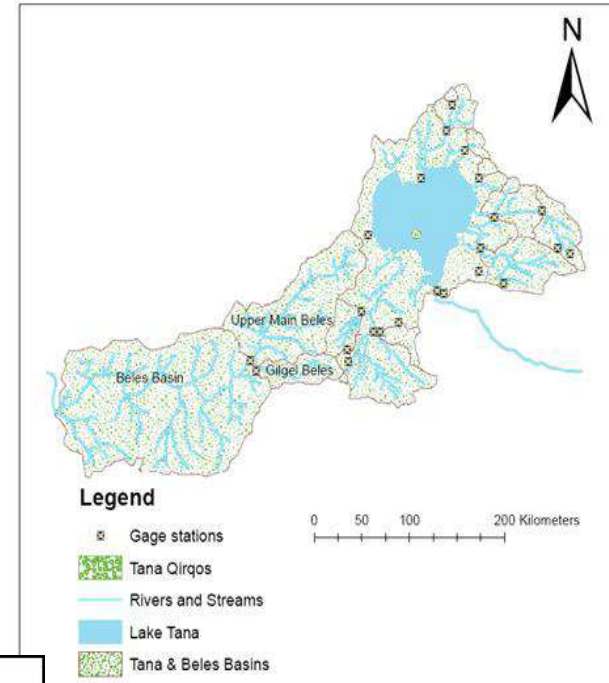 N
Upper Main Beles
Beles Basin
Gilgel Beles
Legend
Gage stations
Tana Qirqos
Rivers and Streams
Lake Tana
Tana & Beles Basins
0 50 100 200 Kilometers